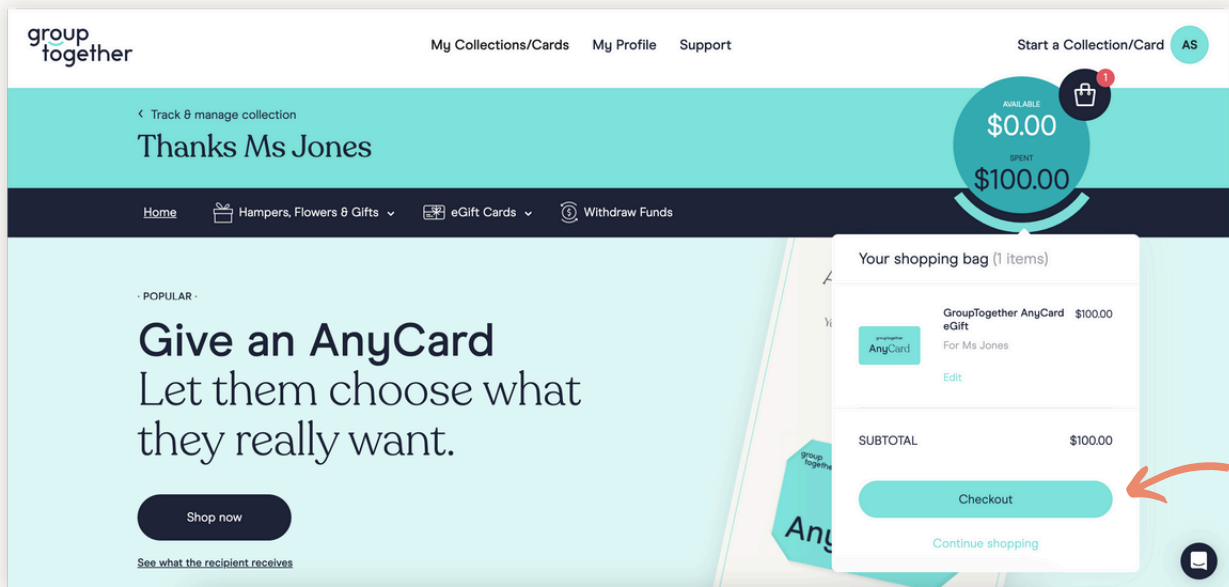 group
together
My Collections/Cards
My Profile
Support
Start a Collection/Card
AS
1
‹ Track & manage collection
Thanks Ms Jones
AVAILABLE
$0.00
SPENT
$100.00
Home
Hampers, Flowers & Gifts
eGift Cards
Withdraw Funds
· POPULAR ·
Give an AnyCard
Let them choose what
they really want.
Shop now
See what the recipient receives
Your shopping bag (1 items)
grouptogether
AnyCard
GroupTogether AnyCard $100.00
eGift
For Ms Jones
Edit
SUBTOTAL $100.00
Checkout
Continue shopping
group